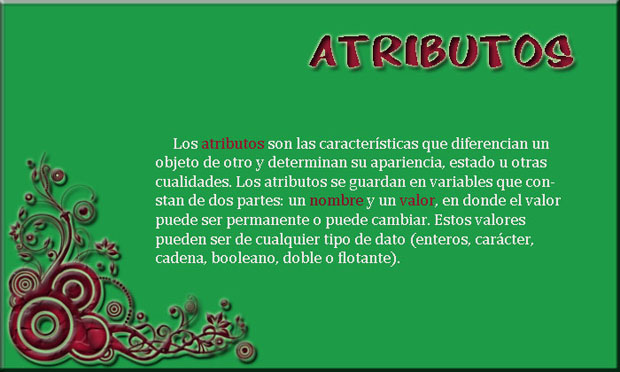 ATRIBUTOS
Los atributos son las características que diferencian un
objeto de otro y determinan su apariencia, estado u otras
cualidades. Los atributos se guardan en variables que con-
stan de dos partes: un nombre y un valor, en donde el valor
puede ser permanente o puede cambiar. Estos valores
pueden ser de cualquier tipo de dato (enteros, carácter,
cadena, booleano, doble o flotante).